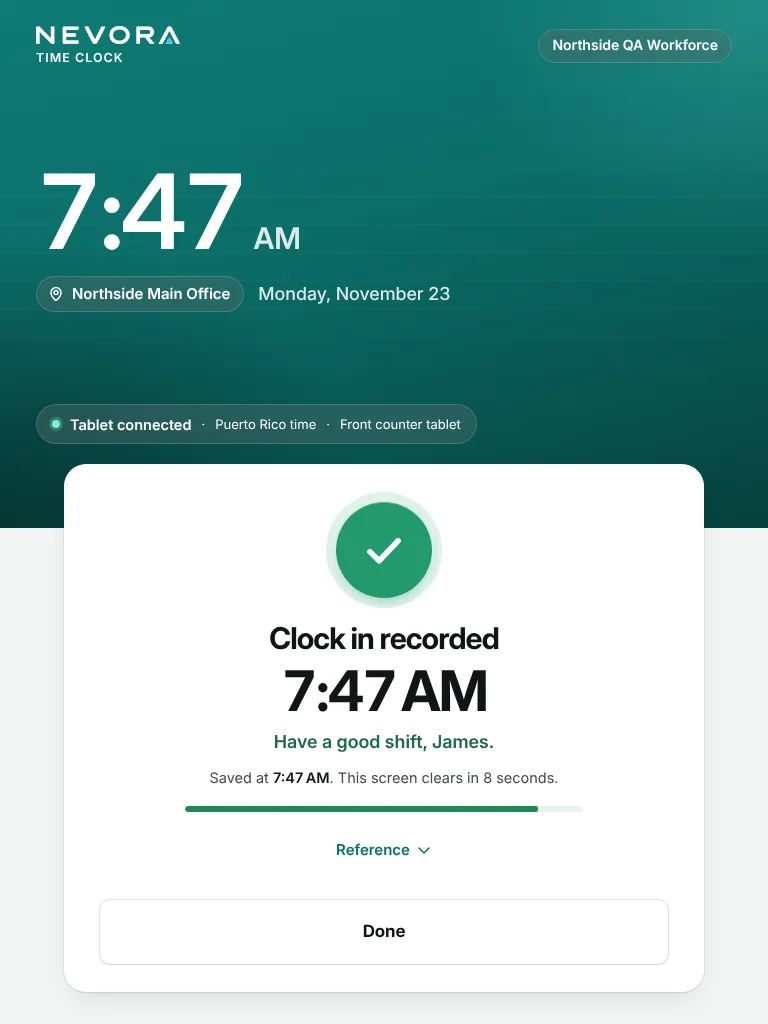 NEVORA
TIME CLOCK
Northside QA Workforce
7:47 AM
Northside Main Office
Monday, November 23
Tablet connected · Puerto Rico time · Front counter tablet
Clock in recorded
7:47 AM
Have a good shift, James.
Saved at 7:47 AM. This screen clears in 8 seconds.
Reference
Done